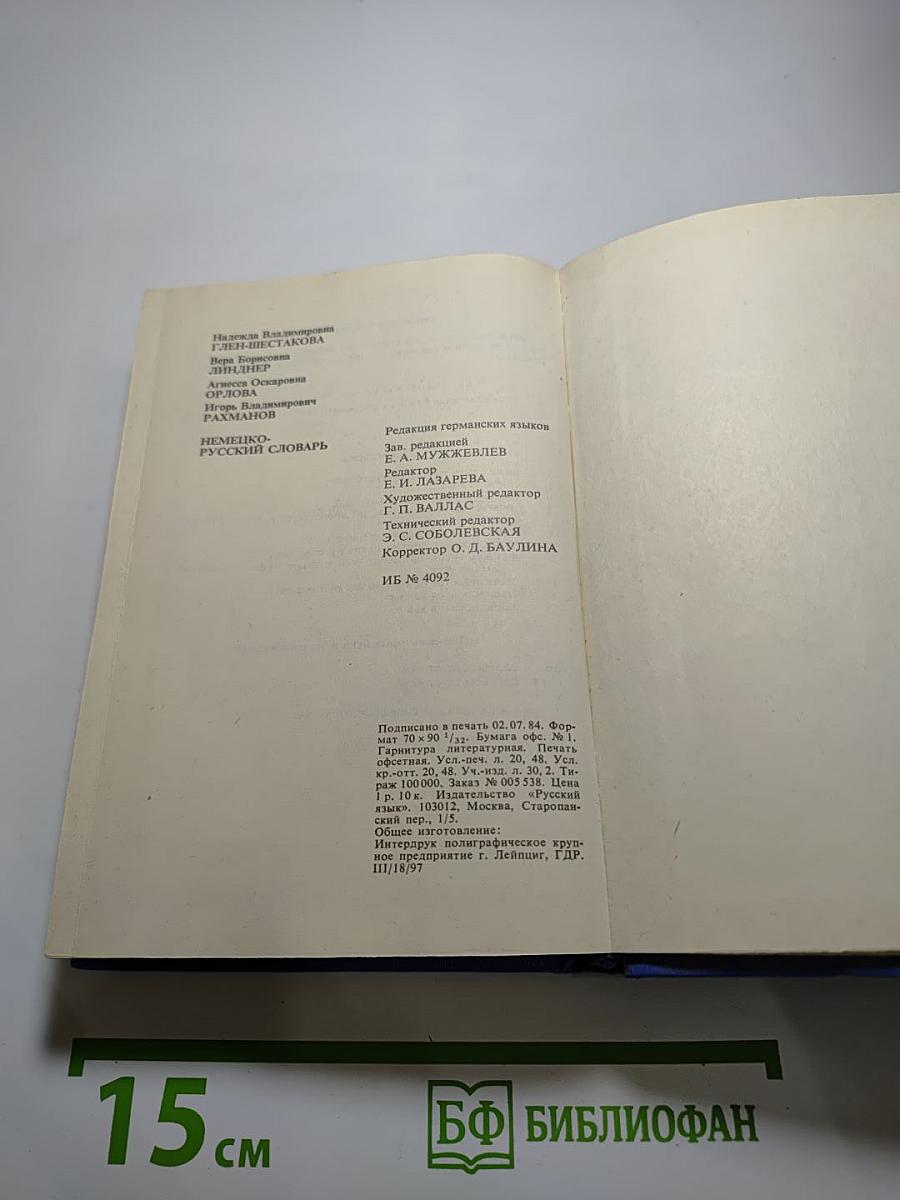 Надежда Владимировна
ГЛЕН-ШЕСТАКОВА
Вера Борисовна
ЛИНДНЕР
Агнесса Оскаровна
ОРЛОВА
Игорь Владимирович
РАХМАНОВ
НЕМЕЦКО-
РУССКИЙ СЛОВАРЬ
Редакция германских языков
Зав. редакцией
Е. А. МУЖЖЕВЛЕВ
Редактор
Е. И. ЛАЗАРЕВА
Художественный редактор
Г. П. ВАЛЛАС
Технический редактор
Э. С. СОБОЛЕВСКАЯ
Корректор О. Д. БАУЛИНА
ИБ № 4092
Подписано в печать 02. 07. 84. Фор-
мат 70 × 90 1/32. Бумага офс. № 1.
Гарнитура литературная. Печать
офсетная. Усл.-печ. л. 20, 48. Усл.
кр.-отт. 20, 48. Уч.-изд. л. 30, 2. Ти-
раж 100 000. Заказ № 005 538. Цена
1 р. 10 к. Издательство «Русский
язык». 103012, Москва, Старопан-
ский пер., 1/5.
Общее изготовление:
Интердрук полиграфическое круп-
ное предприятие г. Лейпциг, ГДР.
III/18/97
15 см
БФ БИБЛИОФАН